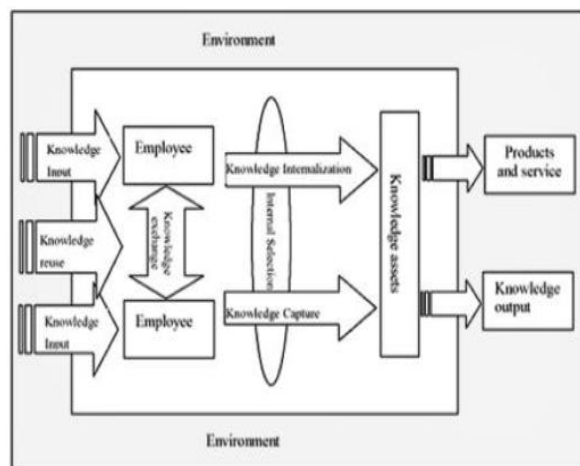 Environment
Knowledge
Input
Employee
Knowledge Internalization
Products
and service
Knowledge
reuse
Knowledge
exchange
Internal Selection
Knowledge assets
Knowledge
Input
Employee
Knowledge Capture
Knowledge
output
Environment